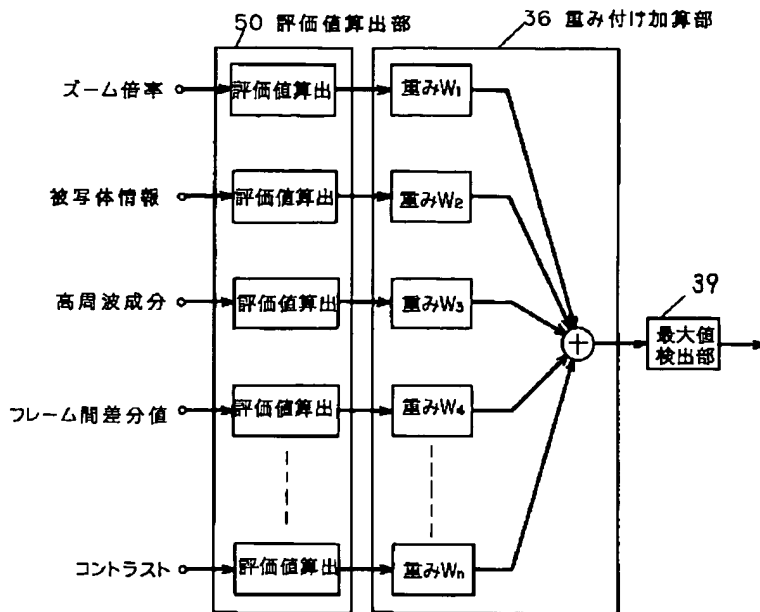 50 評価値算出部
36 重み付け加算部
ズーム倍率
評価値算出
重みW1
被写体情報
評価値算出
重みW2
高周波成分
評価値算出
重みW3
39
最大値
検出部
フレーム間差分値
評価値算出
重みW4
コントラスト
評価値算出
重みWn